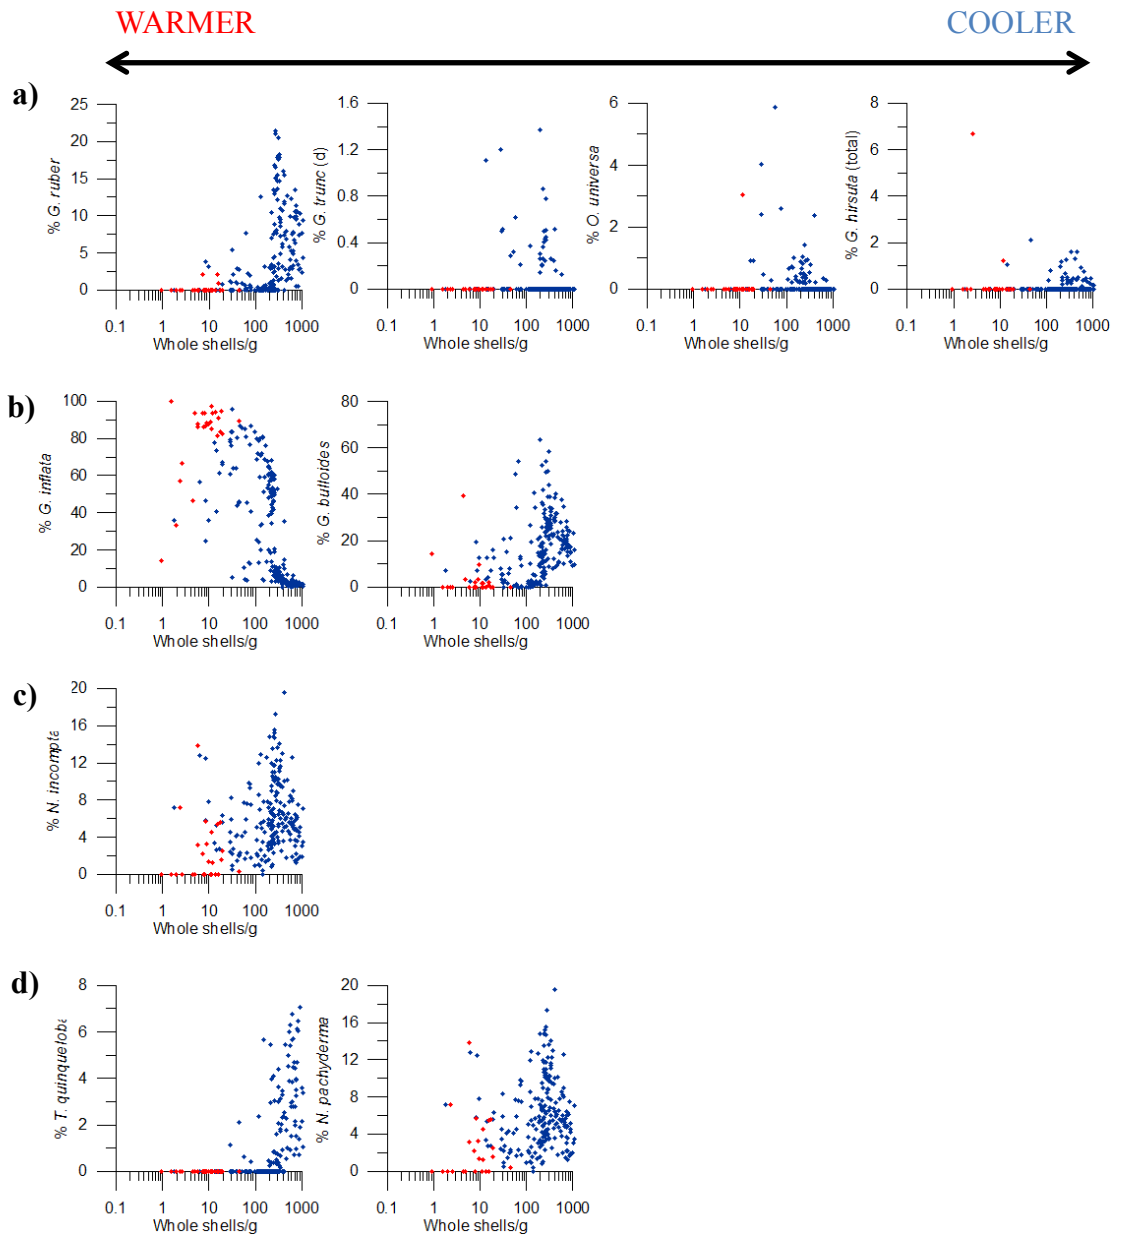 WARMER COOLER
a)
% G. ruber
25
20
15
10
5
0
0.1 1 10 100 1000
Whole shells/g
% G. trunc (d)
1.6
1.2
0.8
0.4
0
0.1 1 10 100 1000
Whole shells/g
% O. universa
6
4
2
0
0.1 1 10 100 1000
Whole shells/g
% G. hirsuta (total)
8
6
4
2
0
0.1 1 10 100 1000
Whole shells/g
b)
% G. inflata
100
80
60
40
20
0
0.1 1 10 100 1000
Whole shells/g
% G. bulloides
80
60
40
20
0
0.1 1 10 100 1000
Whole shells/g
c)
% N. incompta
20
16
12
8
4
0
0.1 1 10 100 1000
Whole shells/g
d)
% T. quinqueloba
8
6
4
2
0
0.1 1 10 100 1000
Whole shells/g
% N. pachyderma
20
16
12
8
4
0
0.1 1 10 100 1000
Whole shells/g